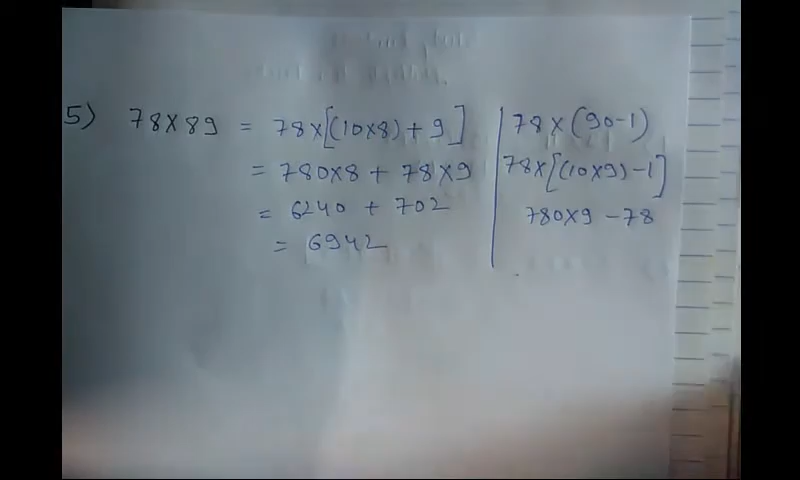 5) 78x89 = 78x[(10x8) + 9]
= 780x8 + 78x9
= 6240 + 702
= 6942
78x(90-1)
78x[(10x9)-1]
780x9 - 78